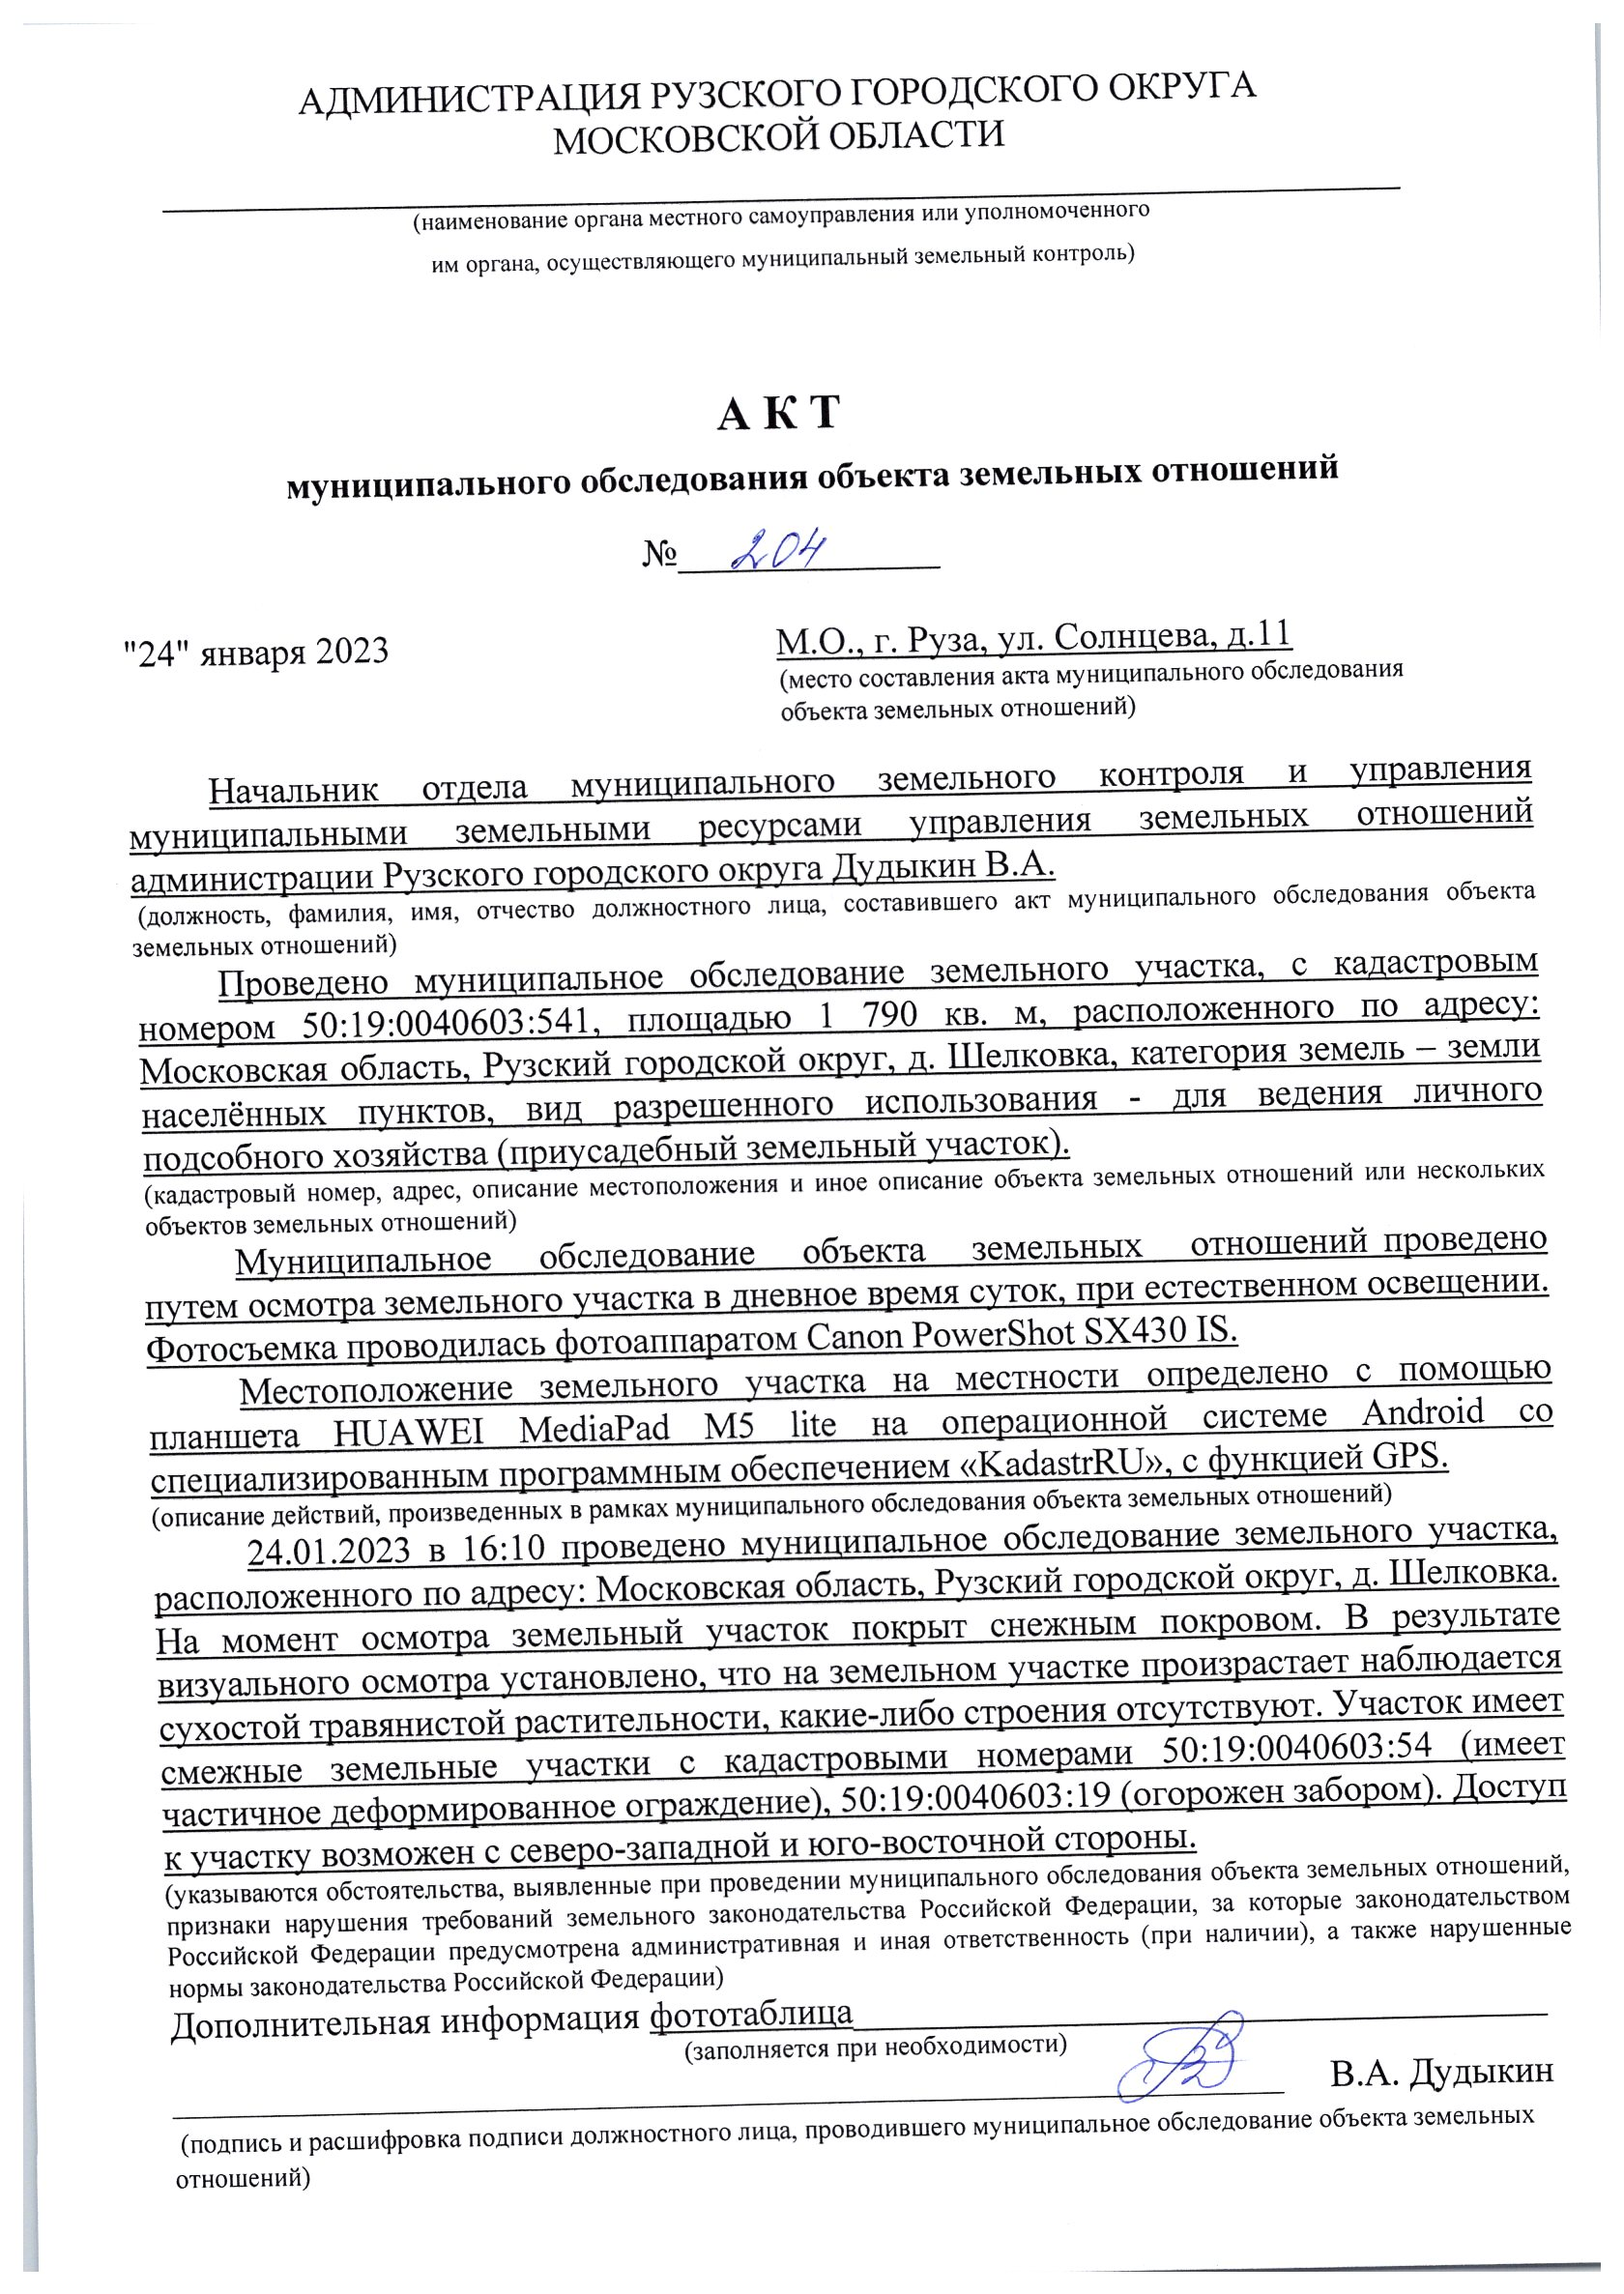 АДМИНИСТРАЦИЯ РУЗСКОГО ГОРОДСКОГО ОКРУГА
МОСКОВСКОЙ ОБЛАСТИ
(наименование органа местного самоуправления или уполномоченного
им органа, осуществляющего муниципальный земельный контроль)
А К Т
муниципального обследования объекта земельных отношений
№ 204
"24" января 2023
М.О., г. Руза, ул. Солнцева, д.11
(место составления акта муниципального обследования
объекта земельных отношений)
Начальник отдела муниципального земельного контроля и управления
муниципальными земельными ресурсами управления земельных отношений
администрации Рузского городского округа Дудыкин В.А.
(должность, фамилия, имя, отчество должностного лица, составившего акт муниципального обследования объекта
земельных отношений)
Проведено муниципальное обследование земельного участка, с кадастровым
номером 50:19:0040603:541, площадью 1 790 кв. м, расположенного по адресу:
Московская область, Рузский городской округ, д. Шелковка, категория земель – земли
населённых пунктов, вид разрешенного использования - для ведения личного
подсобного хозяйства (приусадебный земельный участок).
(кадастровый номер, адрес, описание местоположения и иное описание объекта земельных отношений или нескольких
объектов земельных отношений)
Муниципальное обследование объекта земельных отношений проведено
путем осмотра земельного участка в дневное время суток, при естественном освещении.
Фотосъемка проводилась фотоаппаратом Canon PowerShot SX430 IS.
Местоположение земельного участка на местности определено с помощью
планшета HUAWEI MediaPad M5 lite на операционной системе Android со
специализированным программным обеспечением «KadastrRU», с функцией GPS.
(описание действий, произведенных в рамках муниципального обследования объекта земельных отношений)
24.01.2023 в 16:10 проведено муниципальное обследование земельного участка,
расположенного по адресу: Московская область, Рузский городской округ, д. Шелковка.
На момент осмотра земельный участок покрыт снежным покровом. В результате
визуального осмотра установлено, что на земельном участке произрастает наблюдается
сухостой травянистой растительности, какие-либо строения отсутствуют. Участок имеет
смежные земельные участки с кадастровыми номерами 50:19:0040603:54 (имеет
частичное деформированное ограждение), 50:19:0040603:19 (огорожен забором). Доступ
к участку возможен с северо-западной и юго-восточной стороны.
(указываются обстоятельства, выявленные при проведении муниципального обследования объекта земельных отношений,
признаки нарушения требований земельного законодательства Российской Федерации, за которые законодательством
Российской Федерации предусмотрена административная и иная ответственность (при наличии), а также нарушенные
нормы законодательства Российской Федерации)
Дополнительная информация фототаблица
(заполняется при необходимости)
В.А. Дудыкин
(подпись и расшифровка подписи должностного лица, проводившего муниципальное обследование объекта земельных
отношений)